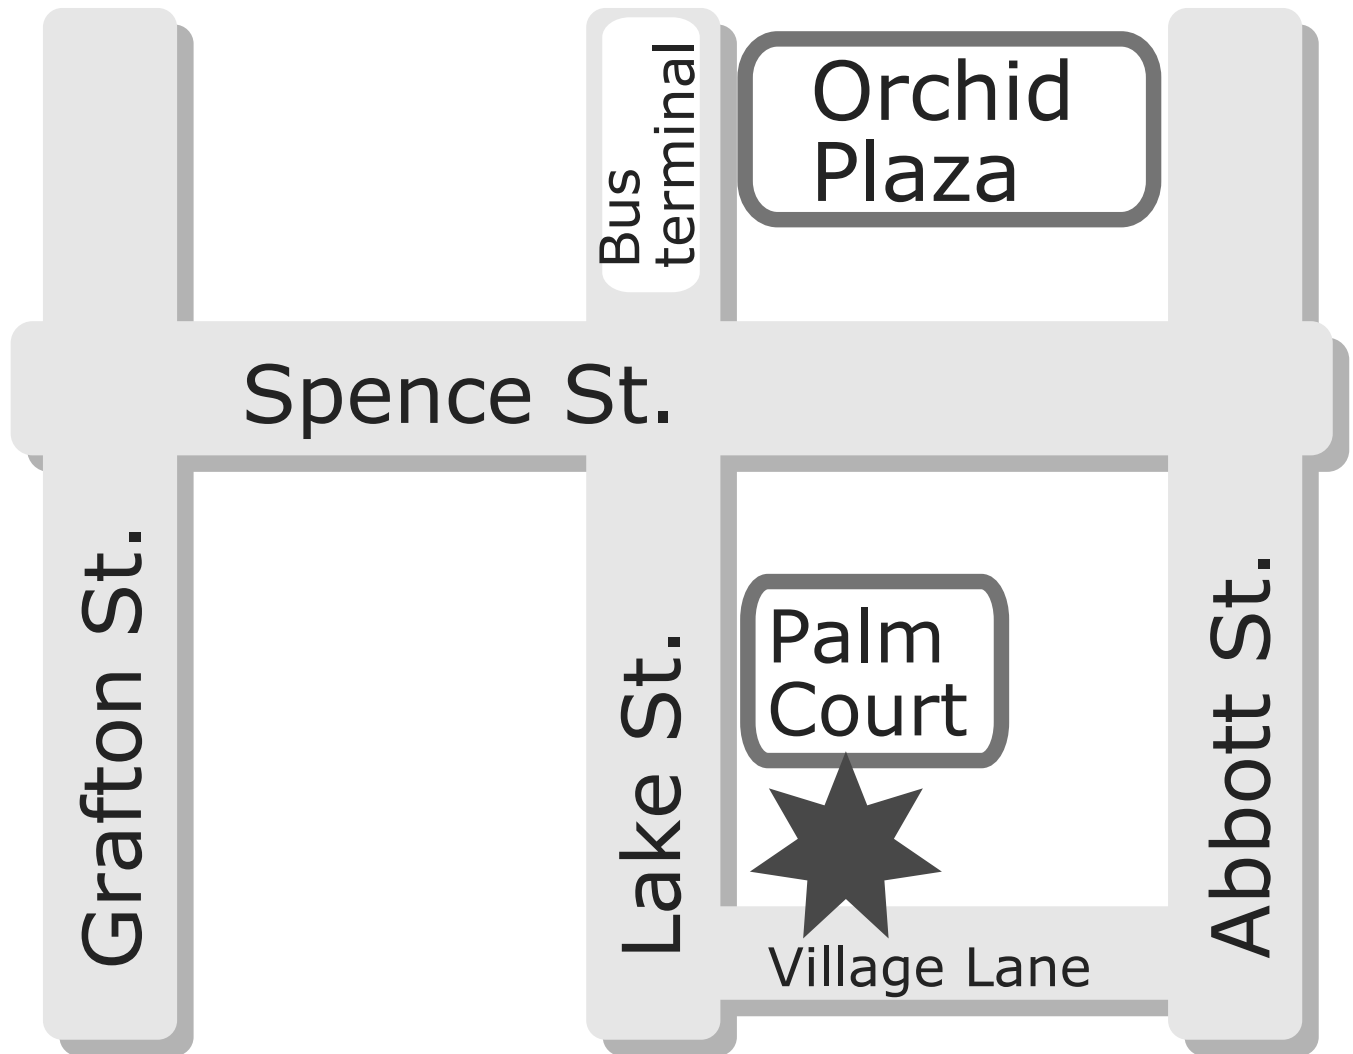 Bus
terminal
Orchid
Plaza
Spence St.
Grafton St.
Lake St.
Palm
Court
Abbott St.
Village Lane